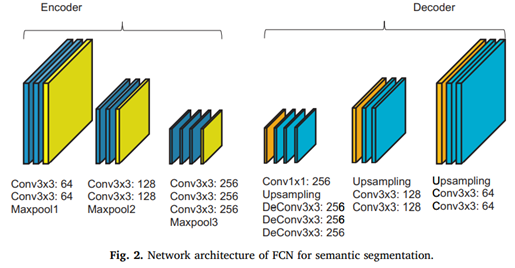 Encoder
Decoder
Conv3x3: 64
Conv3x3: 64
Maxpool1
Conv3x3: 128
Conv3x3: 128
Maxpool2
Conv3x3: 256
Conv3x3: 256
Conv3x3: 256
Maxpool3
Conv1x1: 256
Upsampling
DeConv3x3: 256
DeConv3x3: 256
DeConv3x3: 256
Upsampling
Conv3x3: 128
Conv3x3: 128
Upsampling
Conv3x3: 64
Conv3x3: 64
Fig. 2. Network architecture of FCN for semantic segmentation.